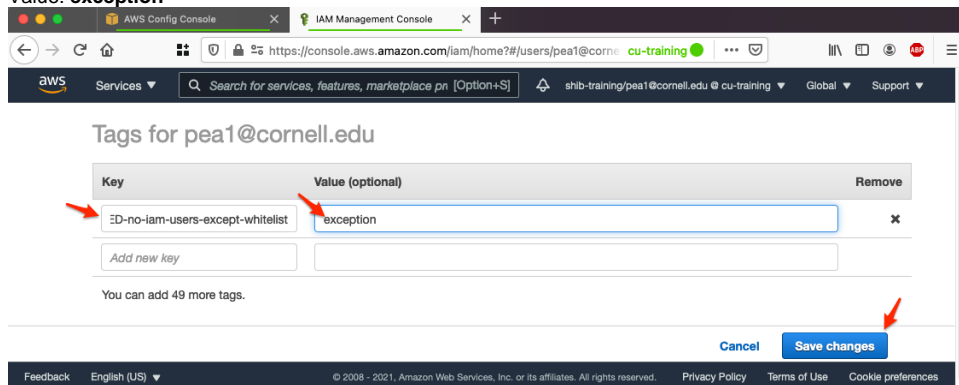 Value: exception
AWS Config Console
IAM Management Console
https://console.aws.amazon.com/iam/home?#/users/pea1@corne cu-training
ABP
aws Services Search for services, features, marketplace pr [Option+S] shib-training/pea1@cornell.edu @ cu-training Global Support
Tags for pea1@cornell.edu
Key Value (optional) Remove
ED-no-iam-users-except-whitelist exception
Add new key
You can add 49 more tags.
Cancel Save changes
Feedback English (US) © 2008 - 2021, Amazon Web Services, Inc. or its affiliates. All rights reserved. Privacy Policy Terms of Use Cookie preferences